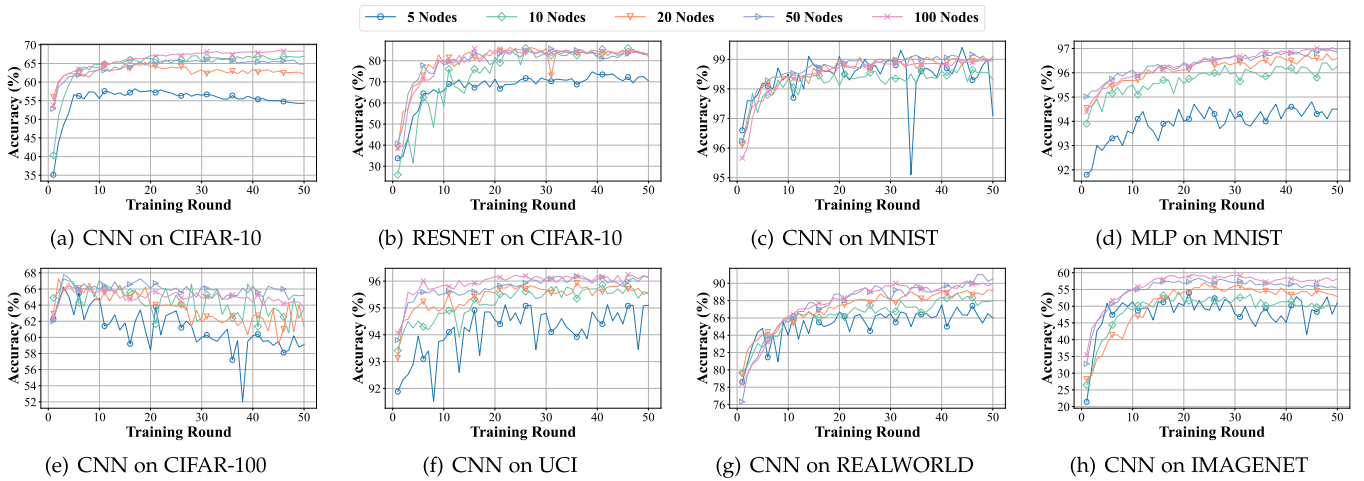 5 Nodes 10 Nodes 20 Nodes 50 Nodes 100 Nodes
Accuracy (%)
70
65
60
55
50
45
40
35
0 10 20 30 40 50
Training Round
(a) CNN on CIFAR-10
Accuracy (%)
80
70
60
50
40
30
0 10 20 30 40 50
Training Round
(b) RESNET on CIFAR-10
Accuracy (%)
99
98
97
96
95
0 10 20 30 40 50
Training Round
(c) CNN on MNIST
Accuracy (%)
97
96
95
94
93
92
0 10 20 30 40 50
Training Round
(d) MLP on MNIST
Accuracy (%)
68
66
64
62
60
58
56
54
52
0 10 20 30 40 50
Training Round
(e) CNN on CIFAR-100
Accuracy (%)
96
95
94
93
92
0 10 20 30 40 50
Training Round
(f) CNN on UCI
Accuracy (%)
90
88
86
84
82
80
78
76
0 10 20 30 40 50
Training Round
(g) CNN on REALWORLD
Accuracy (%)
60
55
50
45
40
35
30
25
20
0 10 20 30 40 50
Training Round
(h) CNN on IMAGENET